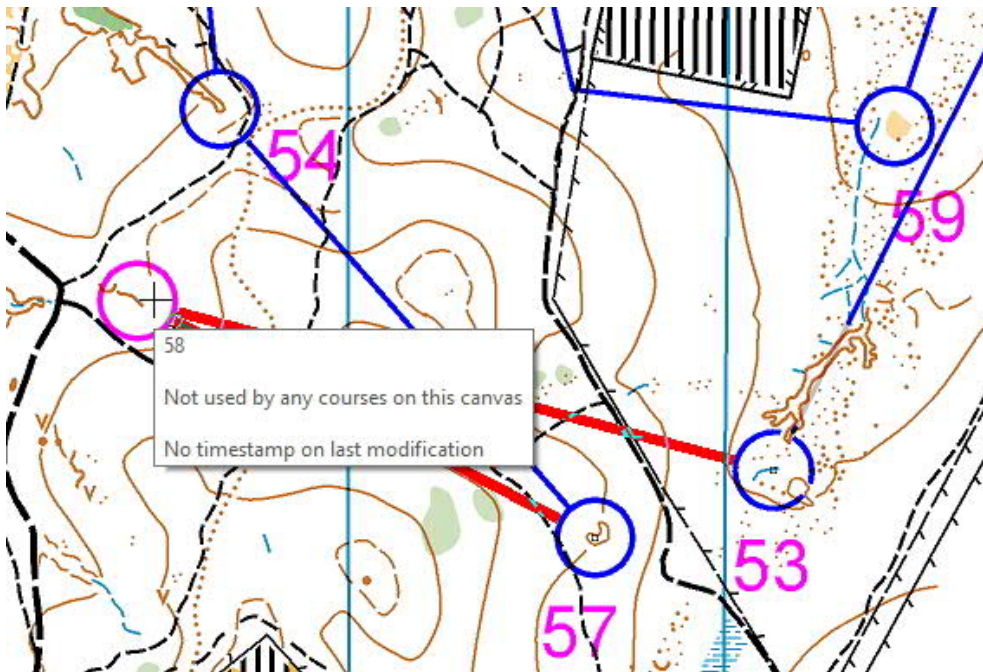 54
59
58
Not used by any courses on this canvas
No timestamp on last modification
53
57